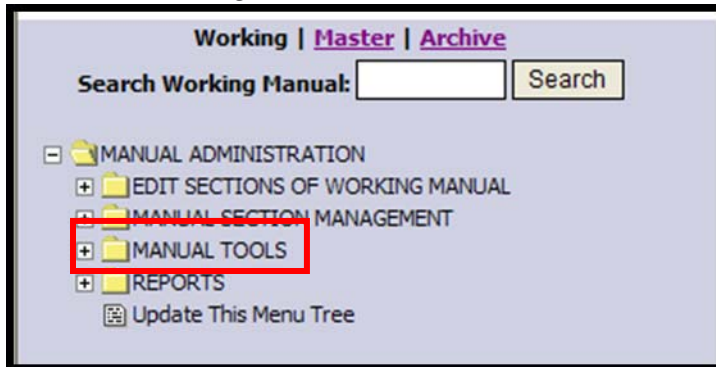 Working | Master | Archive
Search Working Manual: Search
MANUAL ADMINISTRATION
EDIT SECTIONS OF WORKING MANUAL
MANUAL SECTION MANAGEMENT
MANUAL TOOLS
REPORTS
Update This Menu Tree